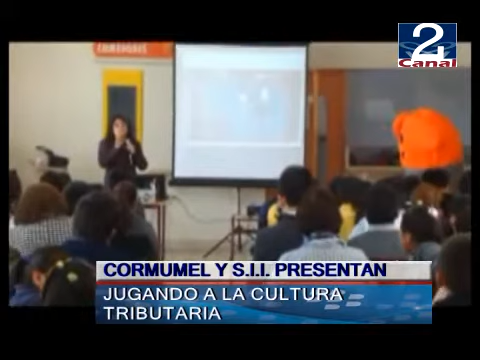 2
Canal
CORMUMEL Y S.I.I. PRESENTAN
JUGANDO A LA CULTURA
TRIBUTARIA